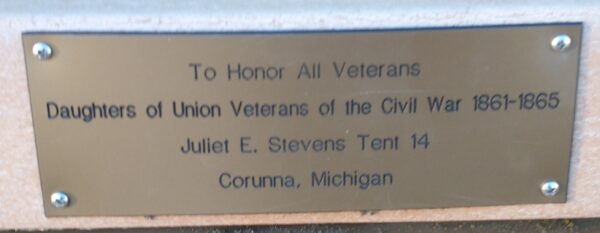 To Honor All Veterans
Daughters of Union Veterans of the Civil War 1861-1865
Juliet E. Stevens Tent 14
Corunna, Michigan